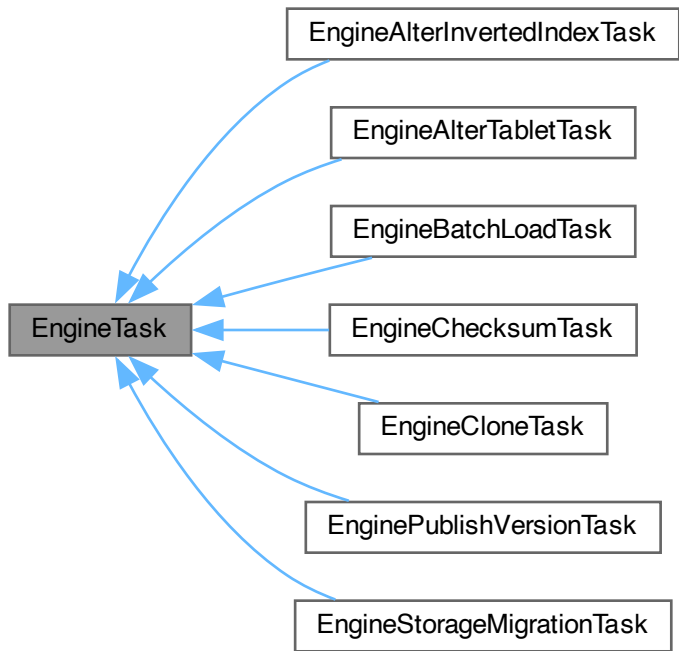 EngineAlterInvertedIndexTask
EngineAlterTabletTask
EngineBatchLoadTask
EngineTask
EngineChecksumTask
EngineCloneTask
EnginePublishVersionTask
EngineStorageMigrationTask